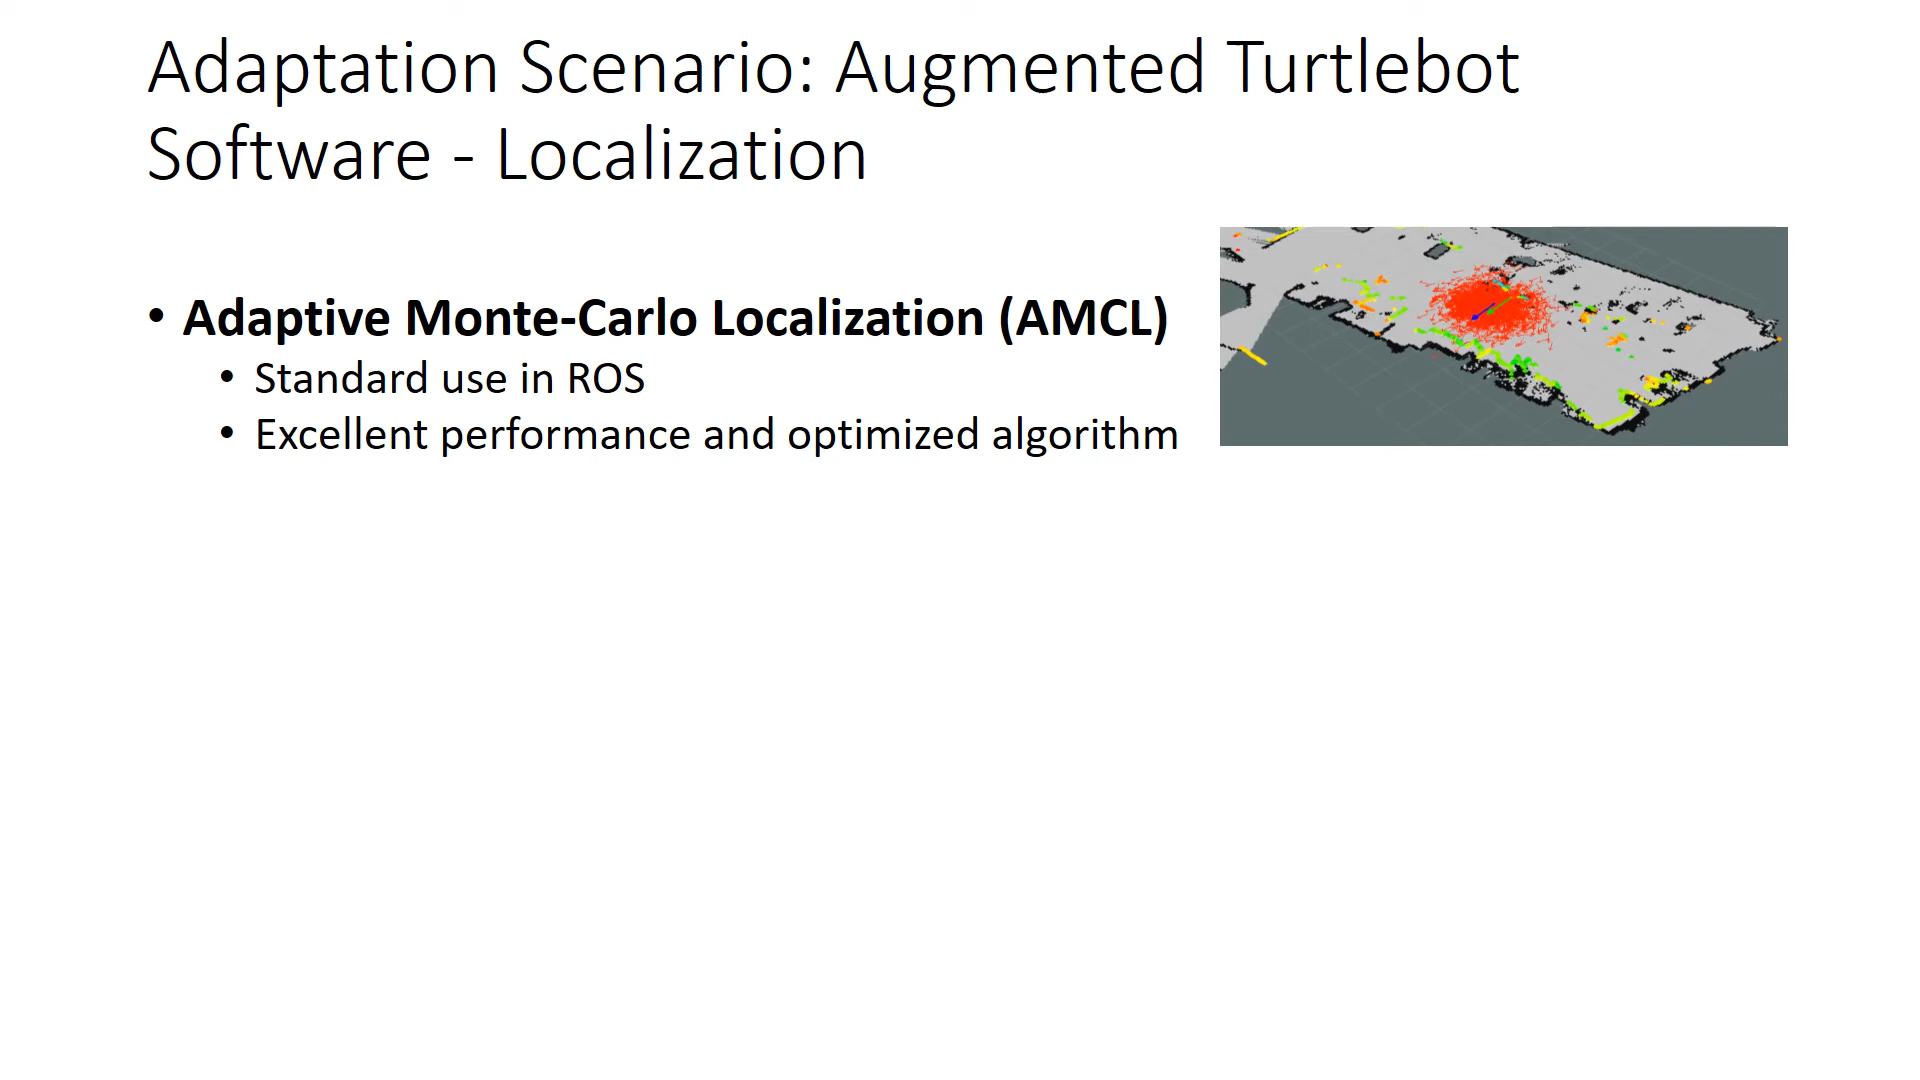 Adaptation Scenario: Augmented Turtlebot
Software - Localization
• Adaptive Monte-Carlo Localization (AMCL)
• Standard use in ROS
• Excellent performance and optimized algorithm